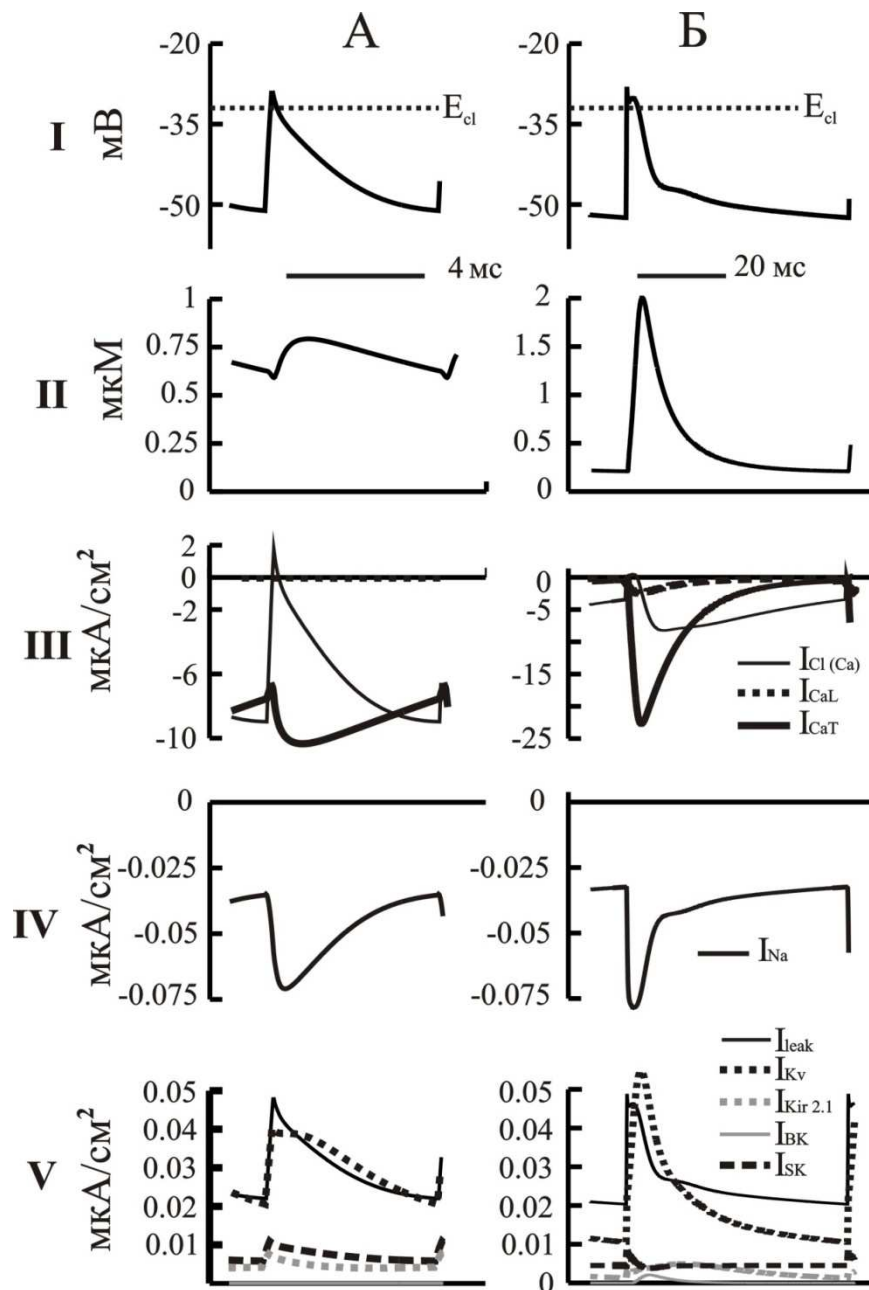 А
Б
I
мВ
-20
-35
-50
E_cl
-20
-35
-50
E_cl
4 мс
20 мс
II
мкМ
1
0.75
0.5
0.25
0
2
1.5
1
0.5
0
III
мкА/см²
2
0
-2
-6
-8
-10
0
-5
-15
-25
I_Cl (Ca)
I_CaL
I_CaT
IV
мкА/см²
0
-0.025
-0.05
-0.075
0
-0.025
-0.05
-0.075
I_Na
V
мкА/см²
0.05
0.04
0.03
0.02
0.01
0.05
0.04
0.03
0.02
0.01
0
I_leak
I_Kv
I_Kir 2.1
I_BK
I_SK